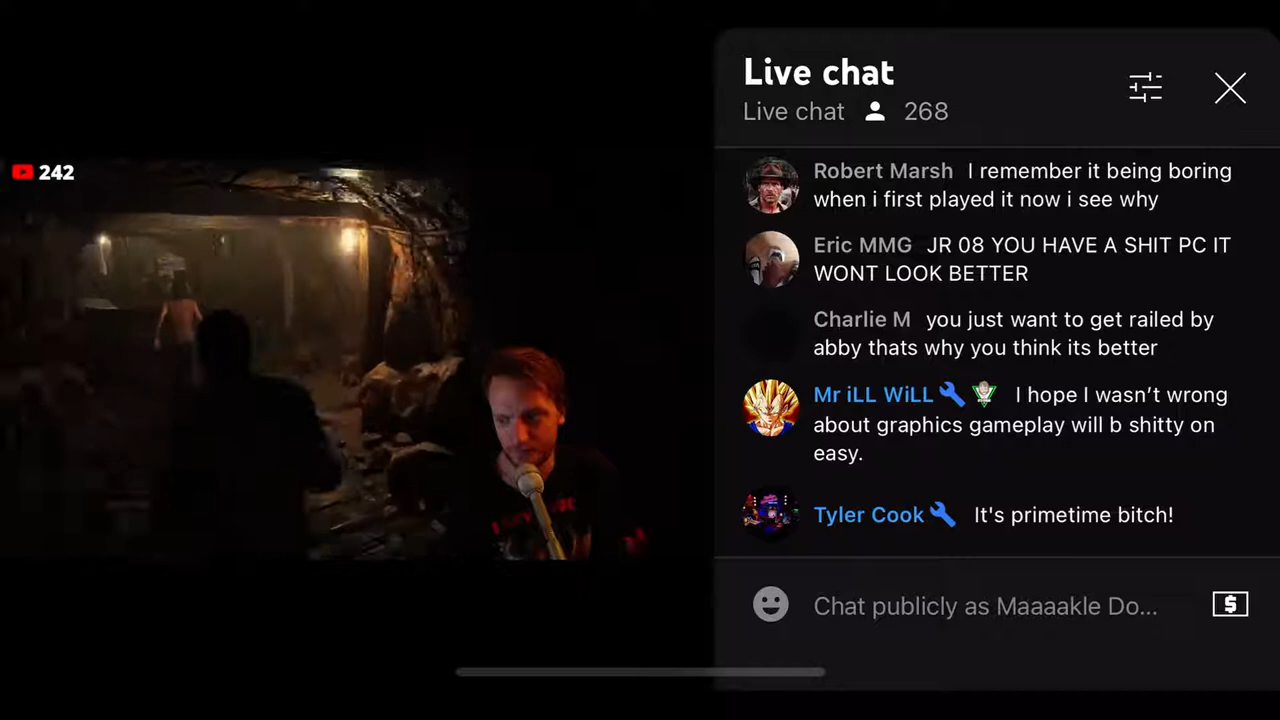 Live chat
Live chat 268
242
Robert Marsh I remember it being boring
when i first played it now i see why
Eric MMG JR 08 YOU HAVE A SHIT PC IT
WONT LOOK BETTER
Charlie M you just want to get railed by
abby thats why you think its better
Mr iLL WiLL I hope I wasn't wrong
about graphics gameplay will b shitty on
easy.
Tyler Cook It's primetime bitch!
Chat publicly as Maaaakle Do...
$